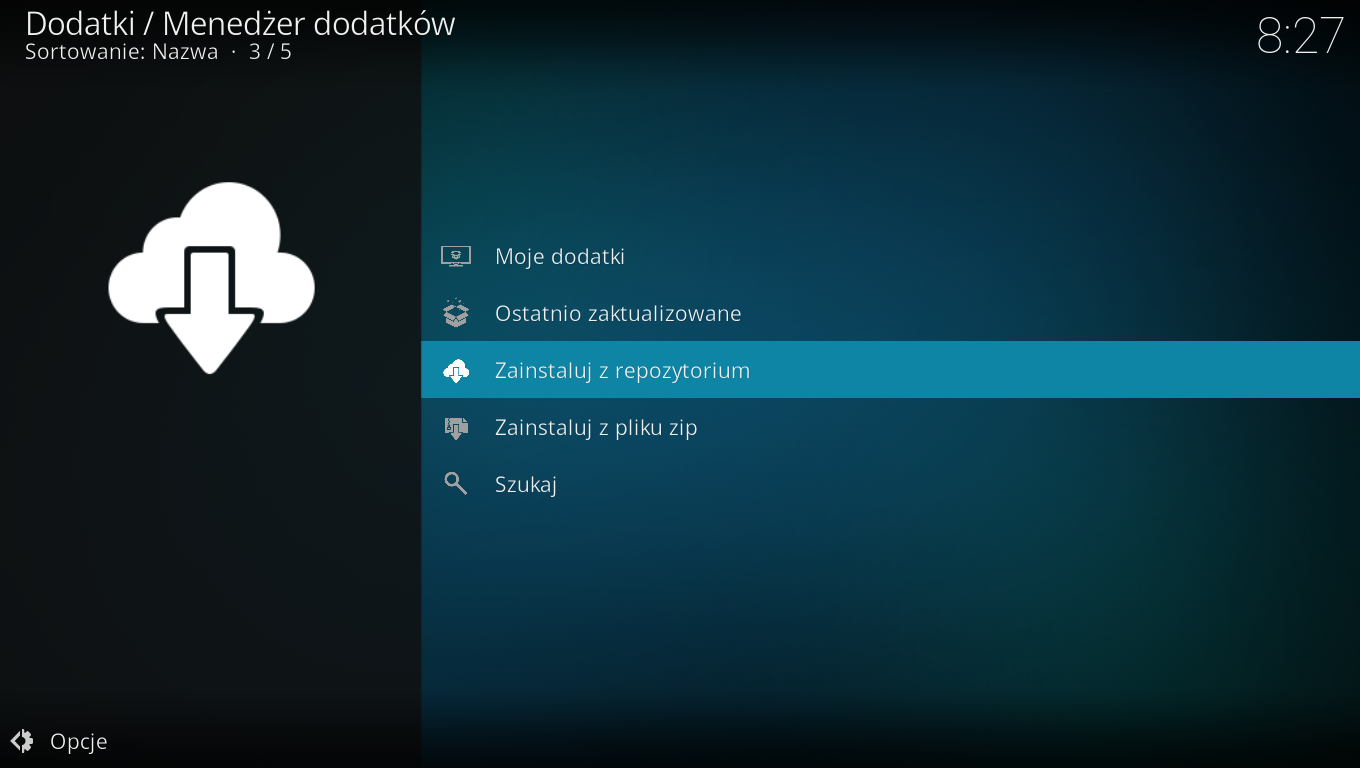 Dodatki / Menedżer dodatków
Sortowanie: Nazwa · 3 / 5
8:27
Moje dodatki
Ostatnio zaktualizowane
Zainstaluj z repozytorium
Zainstaluj z pliku zip
Szukaj
Opcje